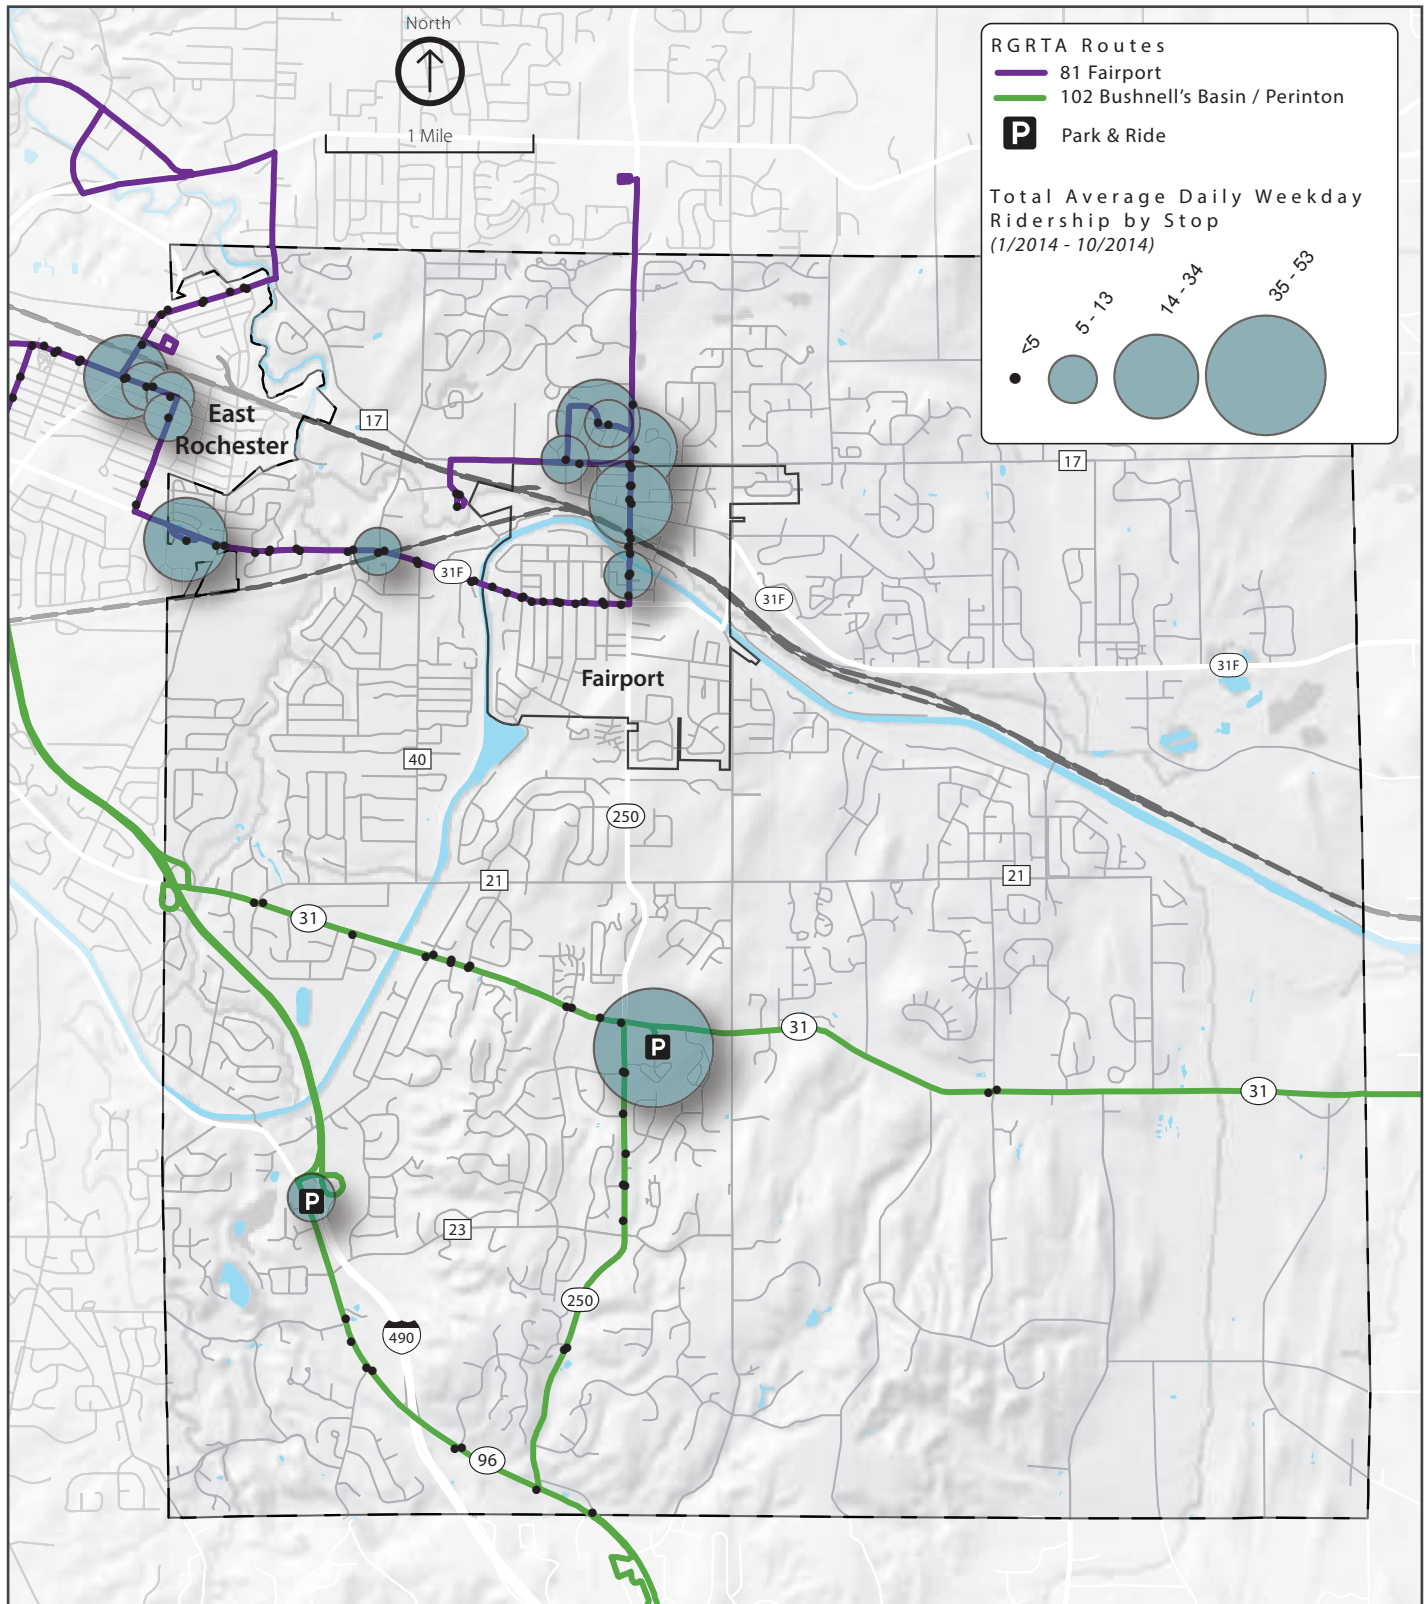 North
1 Mile
RGRTA Routes
81 Fairport
102 Bushnell's Basin / Perinton
P
Park & Ride
Total Average Daily Weekday
Ridership by Stop
(1/2014 - 10/2014)
<5
5 - 13
14 - 34
35 - 53
East
Rochester
17
17
31F
31F
31F
Fairport
40
250
21
21
31
31
P
31
P
23
250
490
96